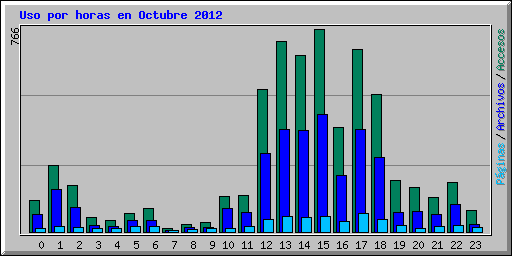 Uso por horas en Octubre 2012
766
Páginas / Archivos / Accesos
0 1 2 3 4 5 6 7 8 9 10 11 12 13 14 15 16 17 18 19 20 21 22 23